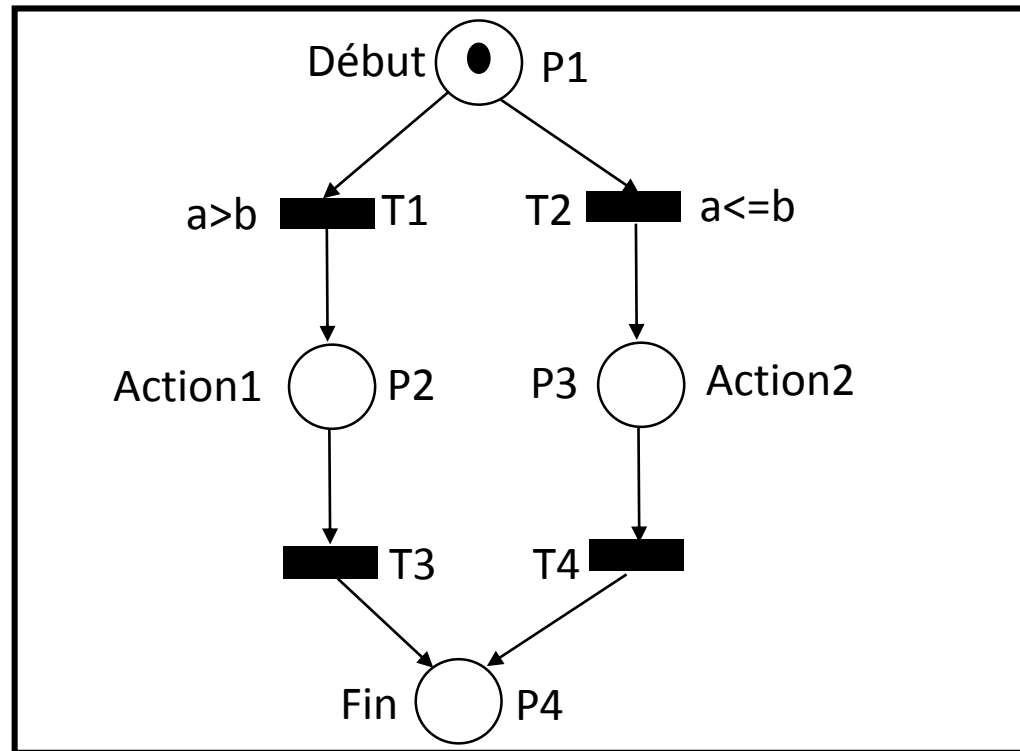 Début P1
a>b T1 T2 a<=b
Action1 P2 P3 Action2
T3 T4
Fin P4